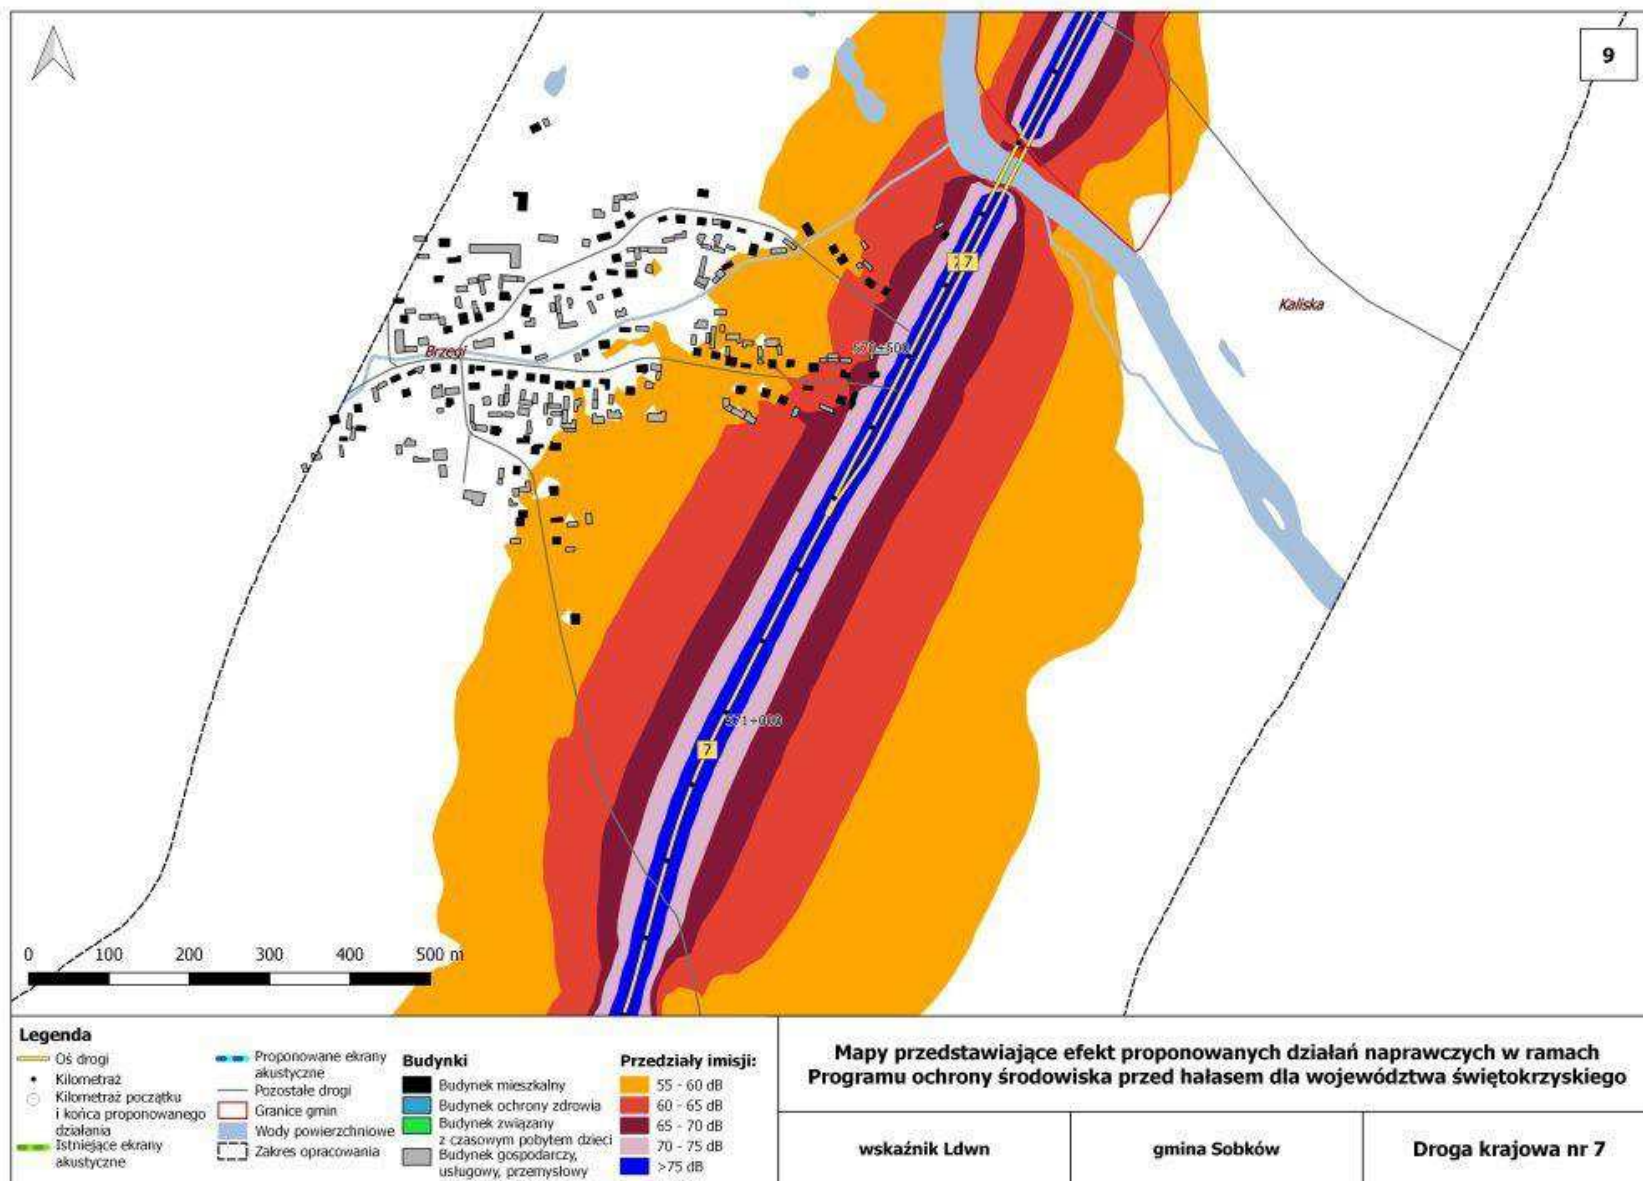 9
7
Kaliska
Brzegi
7
0
100
200
300
400
500 m
Legenda
Oś drogi
Kilometraż
Kilometraż początku
i końca proponowanego
działania
Istniejące ekrany
akustyczne
Proponowane ekrany
akustyczne
Pozostałe drogi
Granice gmin
Wody powierzchniowe
Zakres opracowania
Budynki
Budynek mieszkalny
Budynek ochrony zdrowia
Budynek związany
z czasowym pobytem dzieci
Budynek gospodarczy,
usługowy, przemysłowy
Przedziały imisji:
55 - 60 dB
60 - 65 dB
65 - 70 dB
70 - 75 dB
>75 dB
Mapy przedstawiające efekt proponowanych działań naprawczych w ramach
Programu ochrony środowiska przed hałasem dla województwa świętokrzyskiego
wskaźnik Ldwn
gmina Sobków
Droga krajowa nr 7